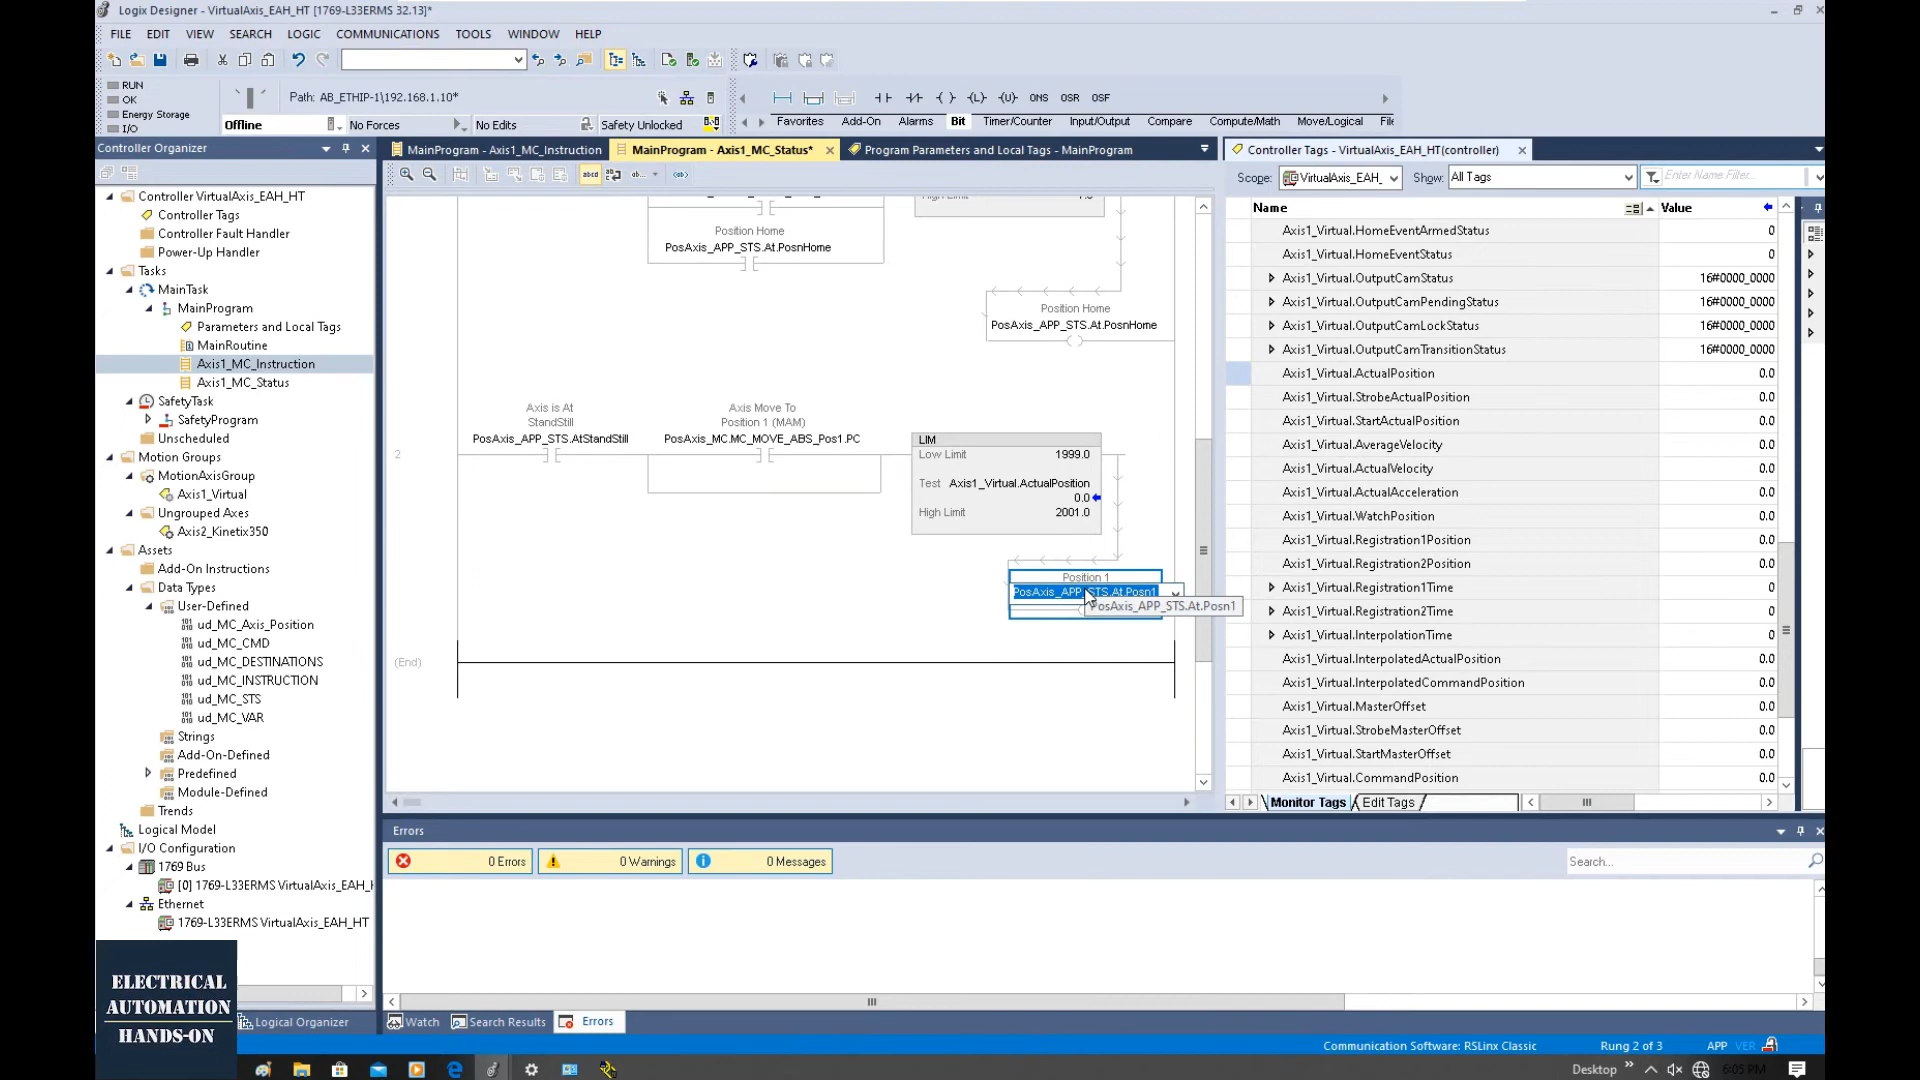 Logix Designer - VirtualAxis_EAH_HT [1769-L33ERMS 32.13]*
FILE EDIT VIEW SEARCH LOGIC COMMUNICATIONS TOOLS WINDOW HELP
RUN
OK
Energy Storage
I/O
Path: AB_ETHIP-1\192.168.1.10*
Offline No Forces No Edits Safety Unlocked
ONS OSR OSF
Favorites Add-On Alarms Bit Timer/Counter Input/Output Compare Compute/Math Move/Logical
Controller Organizer
MainProgram - Axis1_MC_Instruction MainProgram - Axis1_MC_Status* Program Parameters and Local Tags - MainProgram
Controller Tags - VirtualAxis_EAH_HT(controller)
Scope: VirtualAxis_EAH_ Show: All Tags Enter Name Filter...
Controller VirtualAxis_EAH_HT
Controller Tags
Controller Fault Handler
Power-Up Handler
Tasks
MainTask
MainProgram
Parameters and Local Tags
MainRoutine
Axis1_MC_Instruction
Axis1_MC_Status
SafetyTask
SafetyProgram
Unscheduled
Motion Groups
MotionAxisGroup
Axis1_Virtual
Ungrouped Axes
Axis2_Kinetix350
Assets
Add-On Instructions
Data Types
User-Defined
ud_MC_Axis_Position
ud_MC_CMD
ud_MC_DESTINATIONS
ud_MC_INSTRUCTION
ud_MC_STS
ud_MC_VAR
Strings
Add-On-Defined
Predefined
Module-Defined
Trends
Logical Model
I/O Configuration
1769 Bus
[0] 1769-L33ERMS VirtualAxis_EAH_H
Ethernet
1769-L33ERMS VirtualAxis_EAH_HT
Logical Organizer
ELECTRICAL
AUTOMATION
HANDS-ON
Position Home
PosAxis_APP_STS.At.PosnHome
Position Home
PosAxis_APP_STS.At.PosnHome
2
Axis is At
StandStill
PosAxis_APP_STS.AtStandStill
Axis Move To
Position 1 (MAM)
PosAxis_MC.MC_MOVE_ABS_Pos1.PC
LIM
Low Limit 1999.0
Test Axis1_Virtual.ActualPosition
0.0
High Limit 2001.0
Position 1
PosAxis_APP_STS.At.Posn1
PosAxis_APP_STS.At.Posn1
(End)
Name Value
Axis1_Virtual.HomeEventArmedStatus 0
Axis1_Virtual.HomeEventStatus 0
Axis1_Virtual.OutputCamStatus 16#0000_0000
Axis1_Virtual.OutputCamPendingStatus 16#0000_0000
Axis1_Virtual.OutputCamLockStatus 16#0000_0000
Axis1_Virtual.OutputCamTransitionStatus 16#0000_0000
Axis1_Virtual.ActualPosition 0.0
Axis1_Virtual.StrobeActualPosition 0.0
Axis1_Virtual.StartActualPosition 0.0
Axis1_Virtual.AverageVelocity 0.0
Axis1_Virtual.ActualVelocity 0.0
Axis1_Virtual.ActualAcceleration 0.0
Axis1_Virtual.WatchPosition 0.0
Axis1_Virtual.Registration1Position 0.0
Axis1_Virtual.Registration2Position 0.0
Axis1_Virtual.Registration1Time 0
Axis1_Virtual.Registration2Time 0
Axis1_Virtual.InterpolationTime 0
Axis1_Virtual.InterpolatedActualPosition 0.0
Axis1_Virtual.InterpolatedCommandPosition 0.0
Axis1_Virtual.MasterOffset 0.0
Axis1_Virtual.StrobeMasterOffset 0.0
Axis1_Virtual.StartMasterOffset 0.0
Axis1_Virtual.CommandPosition 0.0
Monitor Tags Edit Tags
Errors
0 Errors 0 Warnings 0 Messages
Search...
Watch Search Results Errors
Communication Software: RSLinx Classic Rung 2 of 3 APP VER
Desktop 6:05 PM